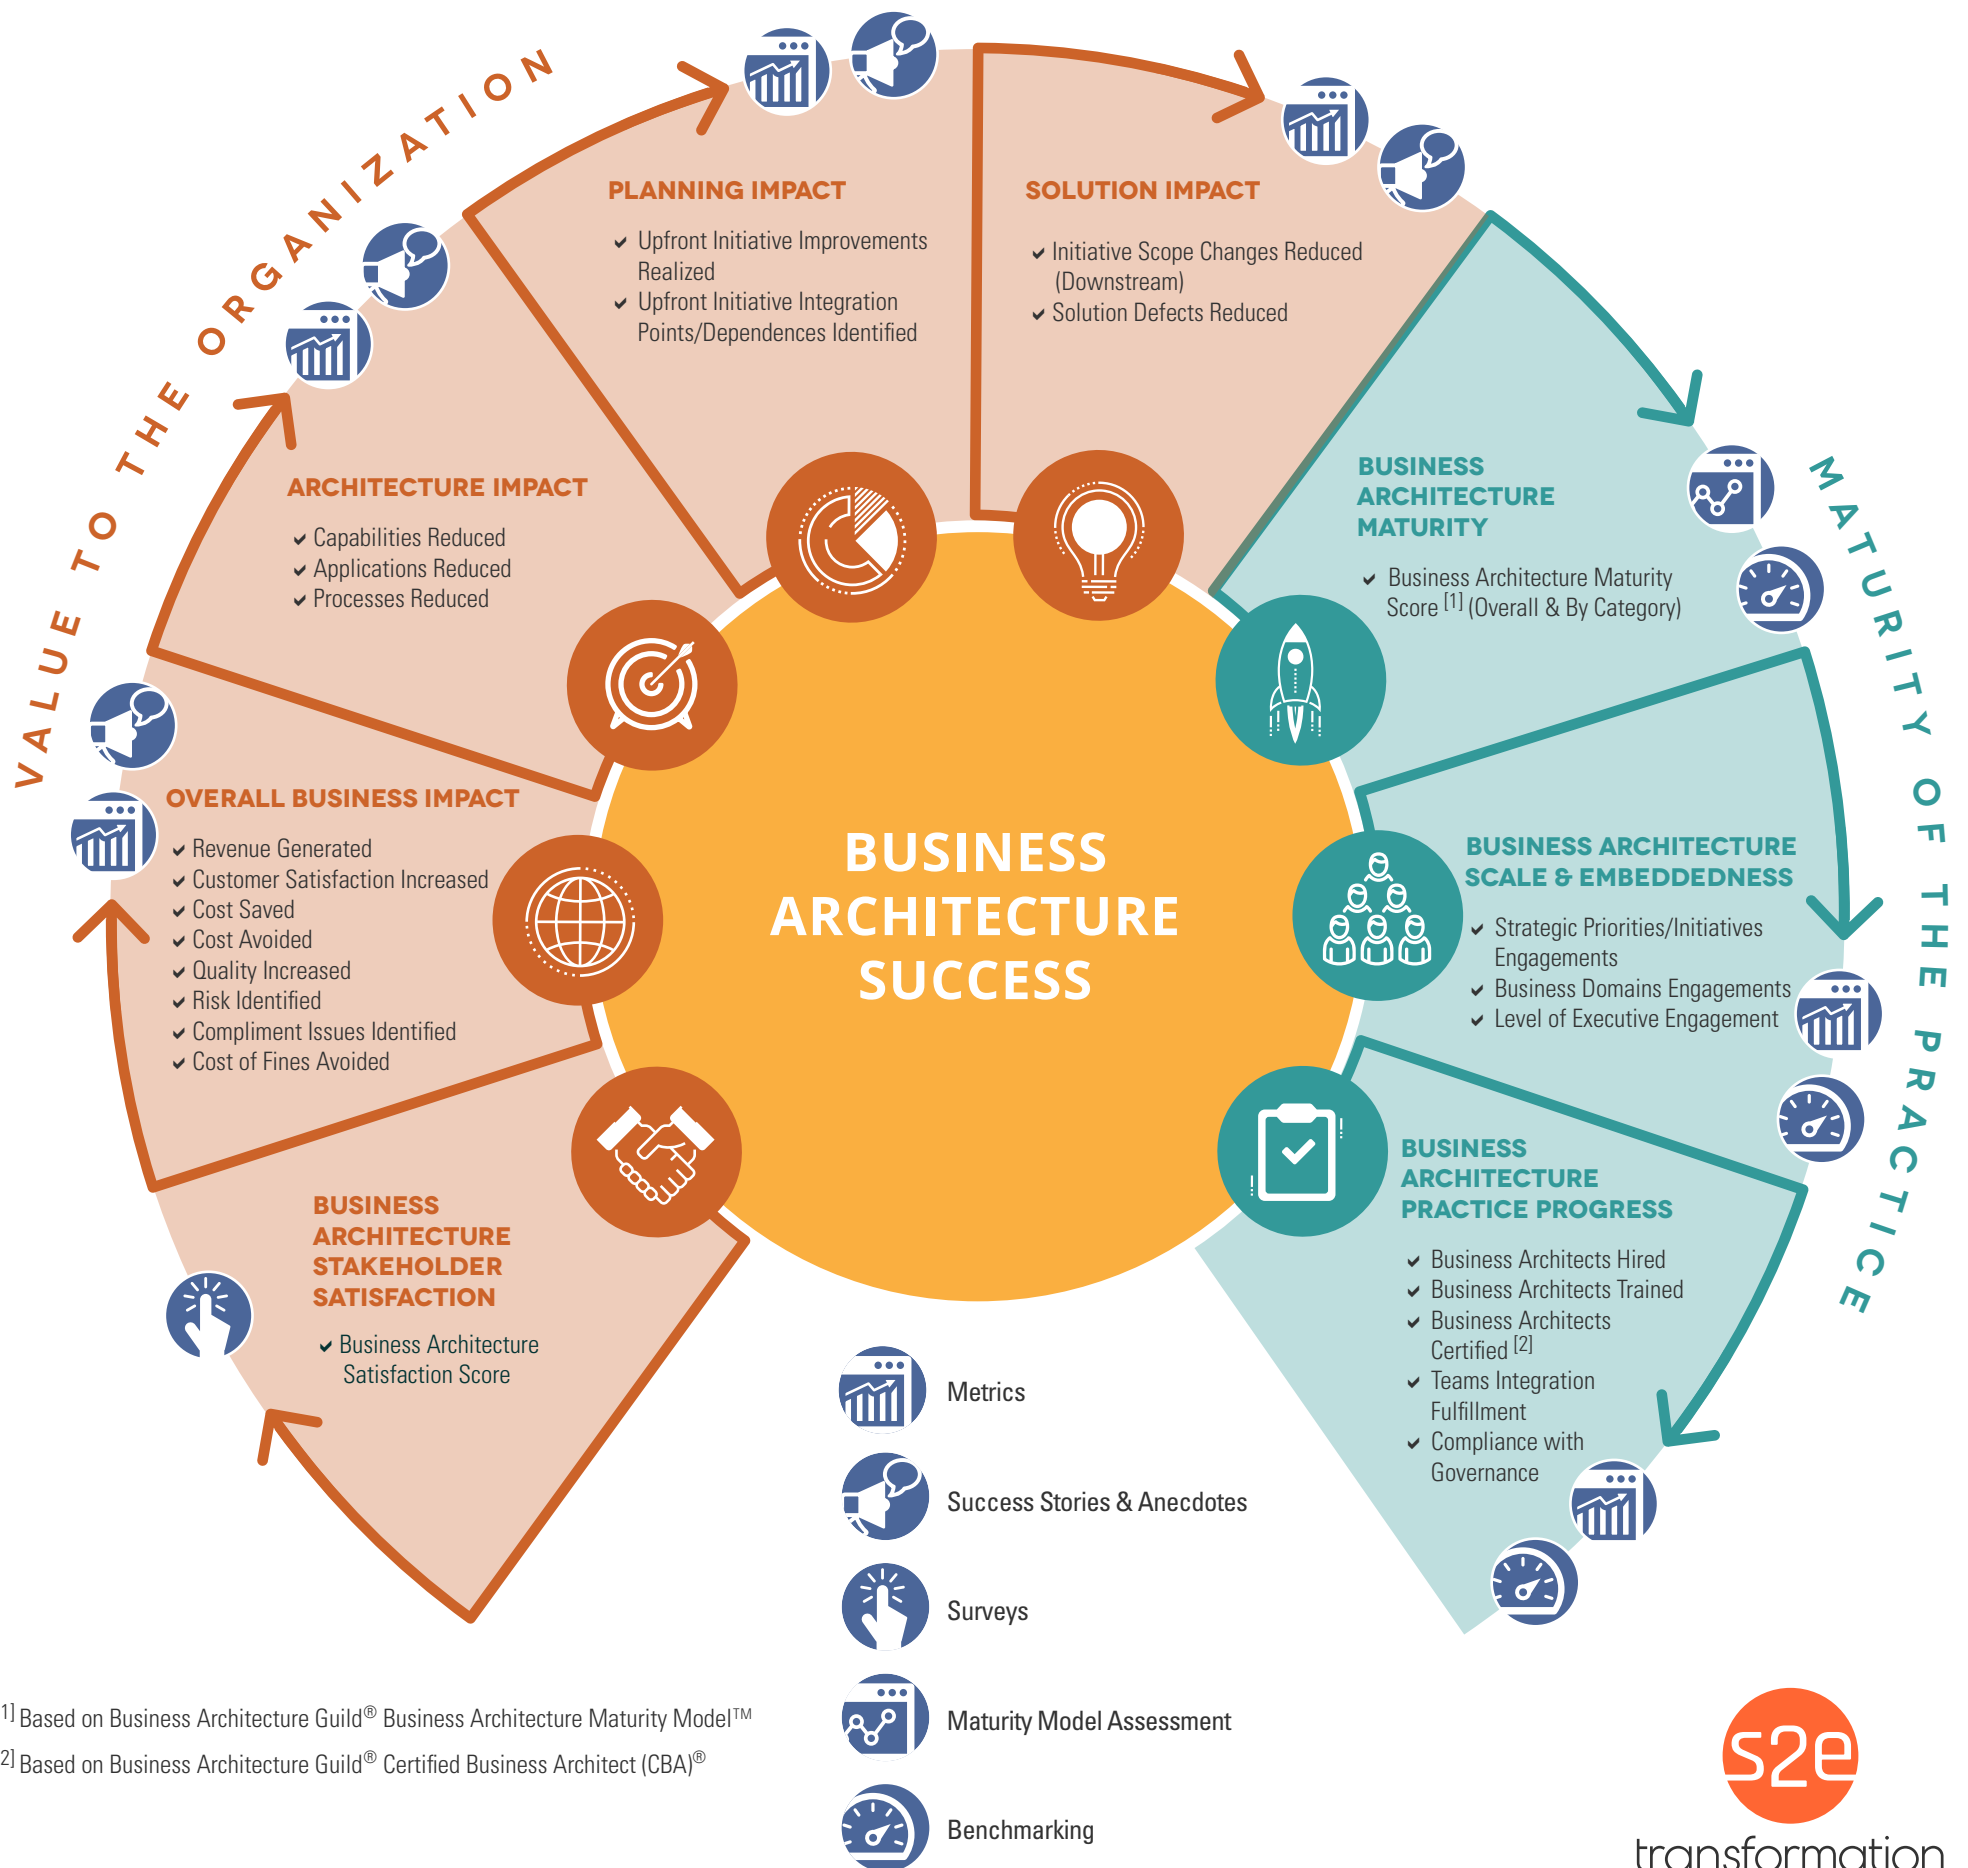 VALUE TO THE ORGANIZATION
PLANNING IMPACT
Upfront Initiative Improvements
Realized
Upfront Initiative Integration
Points/Dependences Identified
SOLUTION IMPACT
Initiative Scope Changes Reduced
(Downstream)
Solution Defects Reduced
ARCHITECTURE IMPACT
Capabilities Reduced
Applications Reduced
Processes Reduced
BUSINESS
ARCHITECTURE
MATURITY
Business Architecture Maturity
Score [1] (Overall & By Category)
MATURITY OF THE PRACTICE
OVERALL BUSINESS IMPACT
Revenue Generated
Customer Satisfaction Increased
Cost Saved
Cost Avoided
Quality Increased
Risk Identified
Compliment Issues Identified
Cost of Fines Avoided
BUSINESS
ARCHITECTURE
SUCCESS
BUSINESS ARCHITECTURE
SCALE & EMBEDDEDNESS
Strategic Priorities/Initiatives
Engagements
Business Domains Engagements
Level of Executive Engagement
BUSINESS
ARCHITECTURE
STAKEHOLDER
SATISFACTION
Business Architecture
Satisfaction Score
BUSINESS
ARCHITECTURE
PRACTICE PROGRESS
Business Architects Hired
Business Architects Trained
Business Architects
Certified [2]
Teams Integration
Fulfillment
Compliance with
Governance
Metrics
Success Stories & Anecdotes
Surveys
Maturity Model Assessment
Benchmarking
1] Based on Business Architecture Guild® Business Architecture Maturity Model™
2] Based on Business Architecture Guild® Certified Business Architect (CBA)®
s2e
transformation